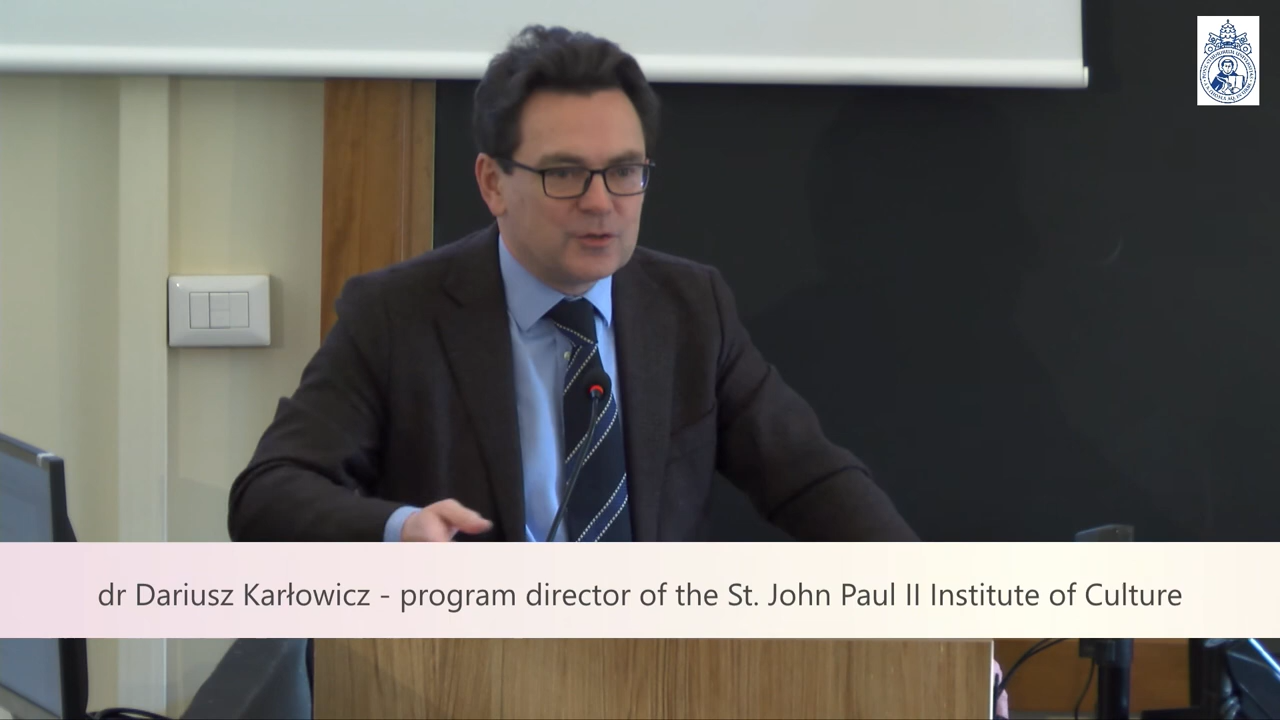 dr Dariusz Karłowicz - program director of the St. John Paul II Institute of Culture